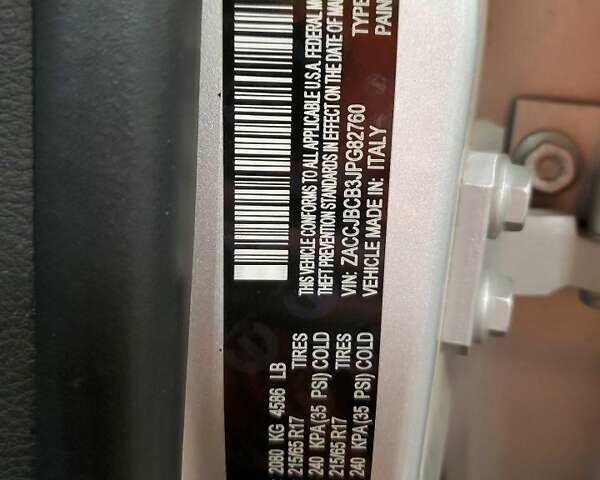 2080 KG 4586 LB
215/65 R17 TIRES
240 KPA(35 PSI) COLD
215/65 R17 TIRES
240 KPA (35 PSI) COLD
THIS VEHICLE CONFORMS TO ALL APPLICABLE U.S.A. FEDERAL
THEFT PREVENTION STANDARDS IN EFFECT ON THE DATE OF
VIN: ZACCJBCB3JPG82760 TYPE
VEHICLE MADE IN: ITALY PAIN